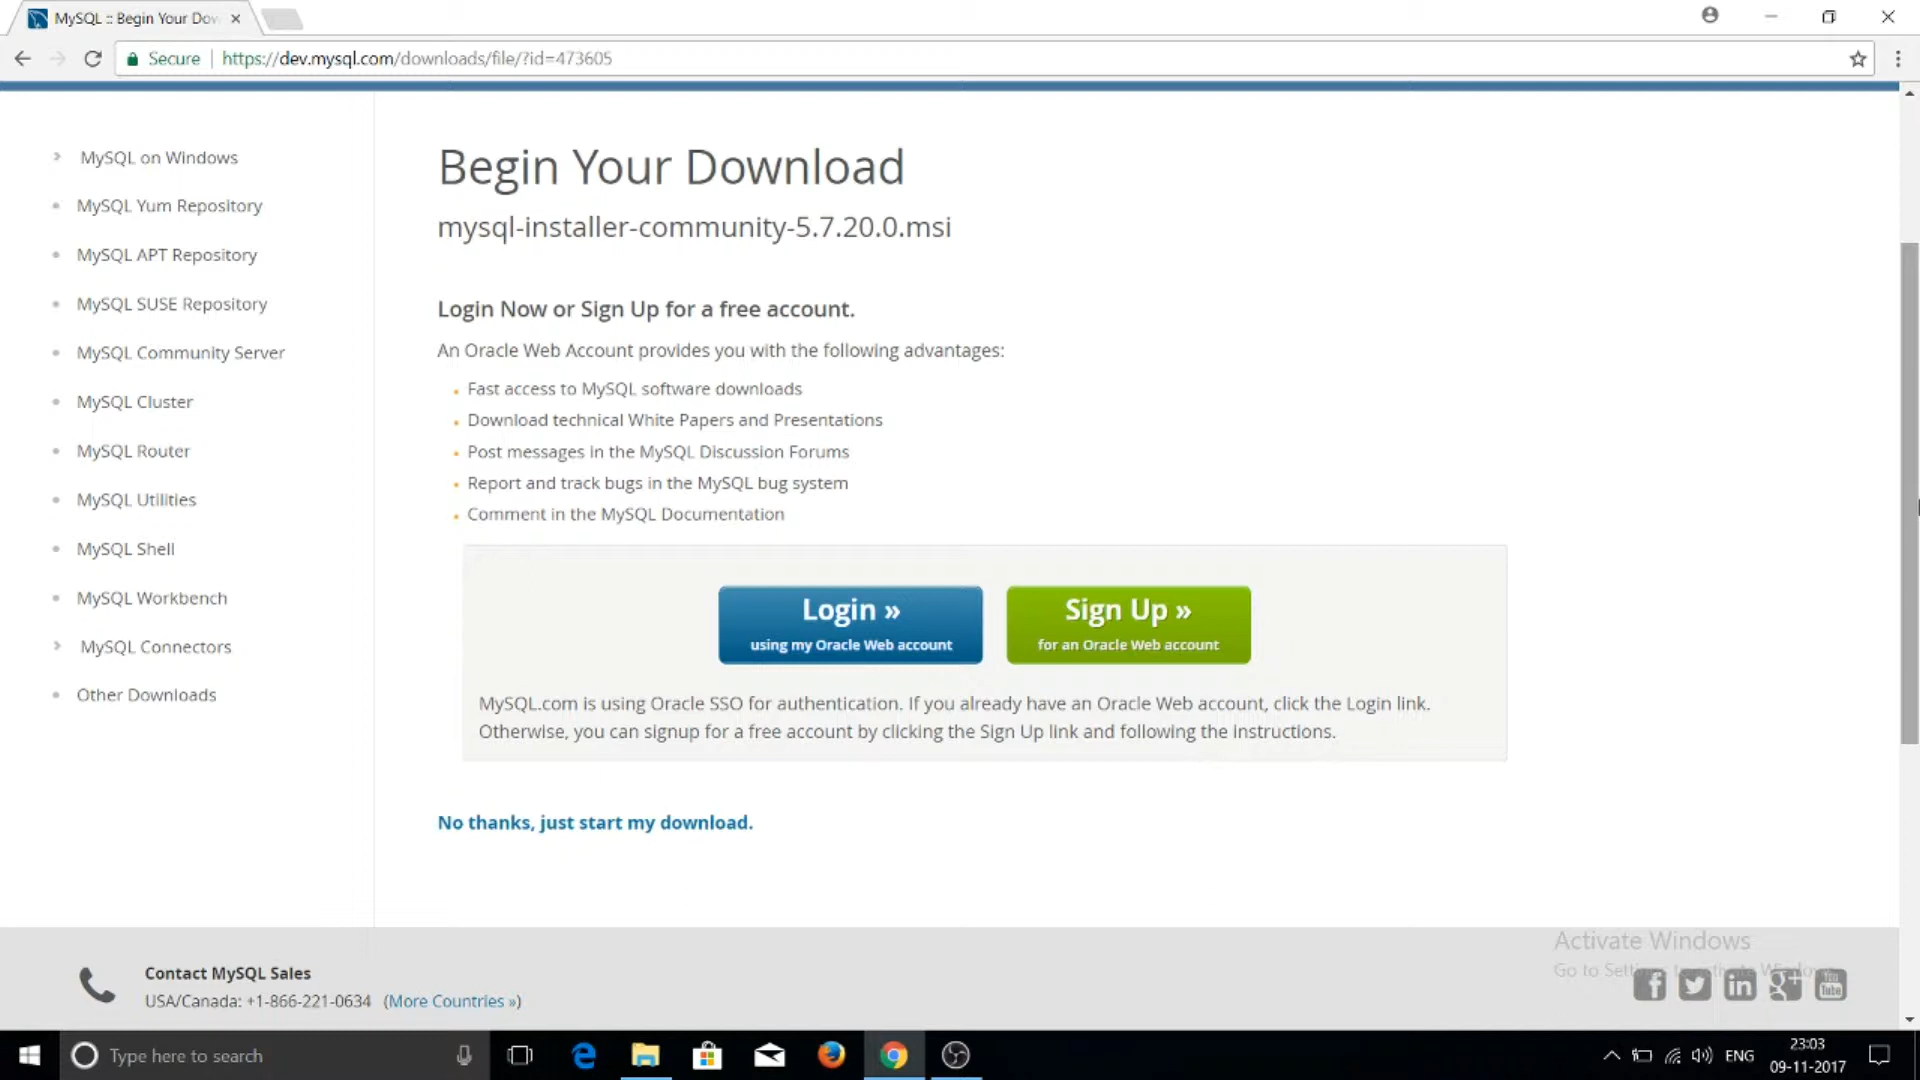 MySQL :: Begin Your Dow
Secure | https://dev.mysql.com/downloads/file/?id=473605
MySQL on Windows
MySQL Yum Repository
MySQL APT Repository
MySQL SUSE Repository
MySQL Community Server
MySQL Cluster
MySQL Router
MySQL Utilities
MySQL Shell
MySQL Workbench
MySQL Connectors
Other Downloads
Begin Your Download
mysql-installer-community-5.7.20.0.msi
Login Now or Sign Up for a free account.
An Oracle Web Account provides you with the following advantages:
Fast access to MySQL software downloads
Download technical White Papers and Presentations
Post messages in the MySQL Discussion Forums
Report and track bugs in the MySQL bug system
Comment in the MySQL Documentation
Login »
using my Oracle Web account
Sign Up »
for an Oracle Web account
MySQL.com is using Oracle SSO for authentication. If you already have an Oracle Web account, click the Login link.
Otherwise, you can signup for a free account by clicking the Sign Up link and following the instructions.
No thanks, just start my download.
Contact MySQL Sales
USA/Canada: +1-866-221-0634 (More Countries »)
Activate Windows
Go to
You
Tube
Type here to search
ENG
23:03
09-11-2017